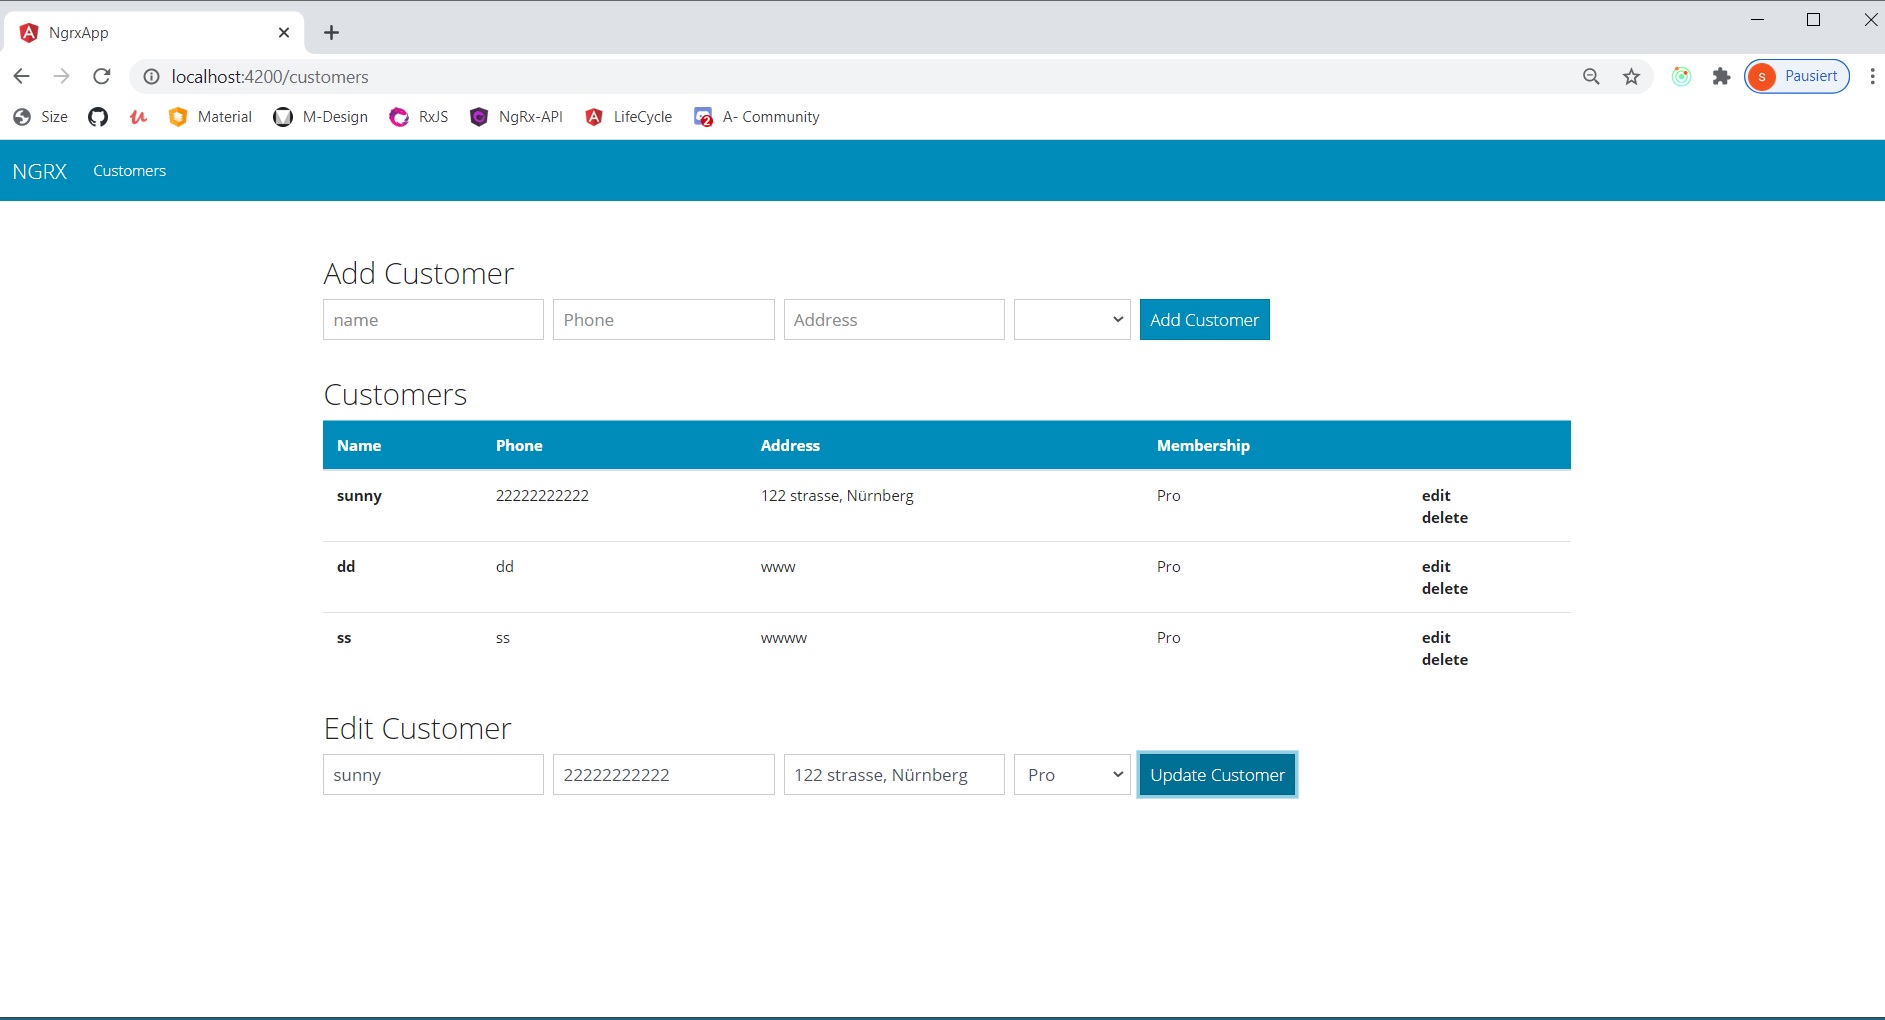 NgrxApp
localhost:4200/customers
s Pausiert
Size Material M-Design RxJS NgRx-API LifeCycle 2 A- Community
NGRX Customers
Add Customer
name Phone Address Add Customer
Customers
Name Phone Address Membership
sunny 22222222222 122 strasse, Nürnberg Pro edit
delete
dd dd www Pro edit
delete
ss ss wwww Pro edit
delete
Edit Customer
sunny 22222222222 122 strasse, Nürnberg Pro Update Customer